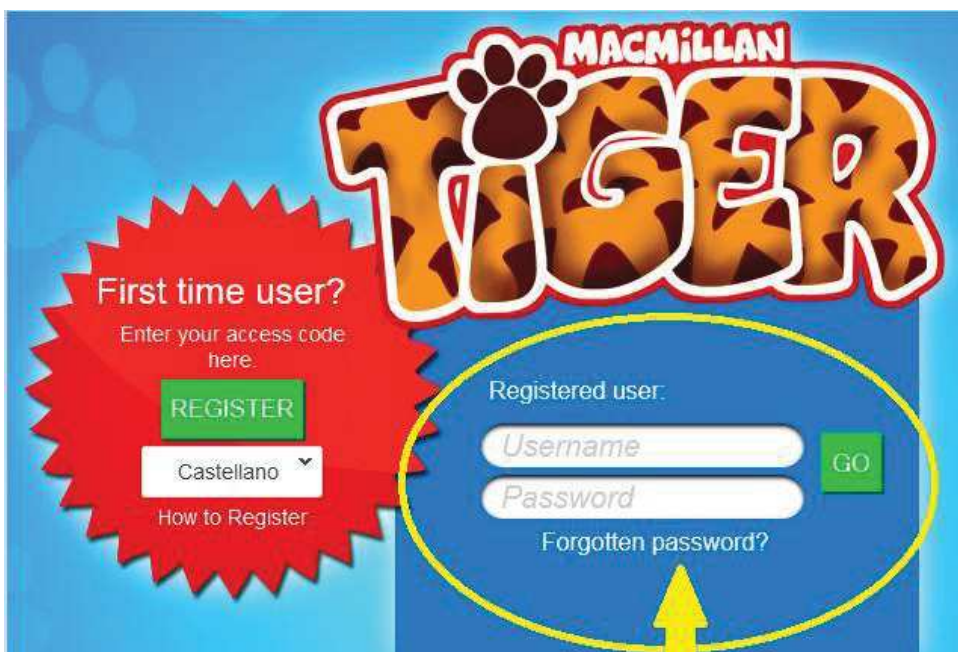 MACMiLLAN
TiGER
First time user?
Enter your access code
here.
REGISTER
Castellano
How to Register
Registered user:
Username
GO
Password
Forgotten password?